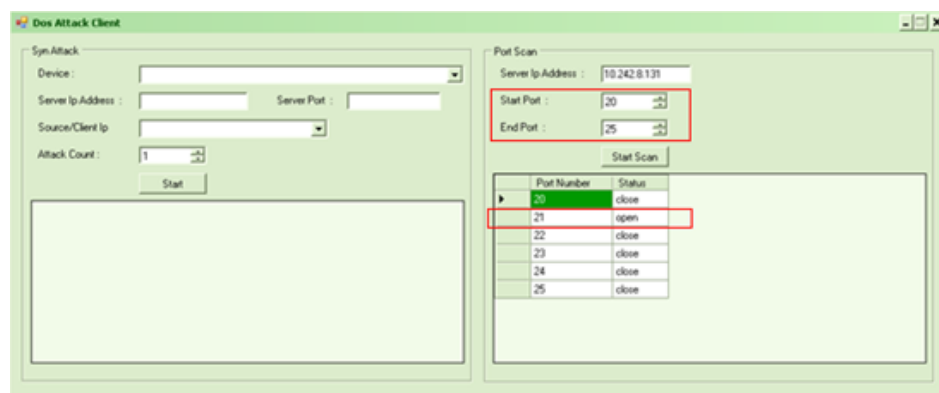 Dos Attack Client
Syn Attack
Device :
Server Ip Address :
Server Port :
Source/Client Ip
Attack Count :
1
Start
Port Scan
Server Ip Address :
10.242.8.131
Start Port :
20
End Port :
25
Start Scan
Port Number Status
20 close
21 open
22 close
23 close
24 close
25 close